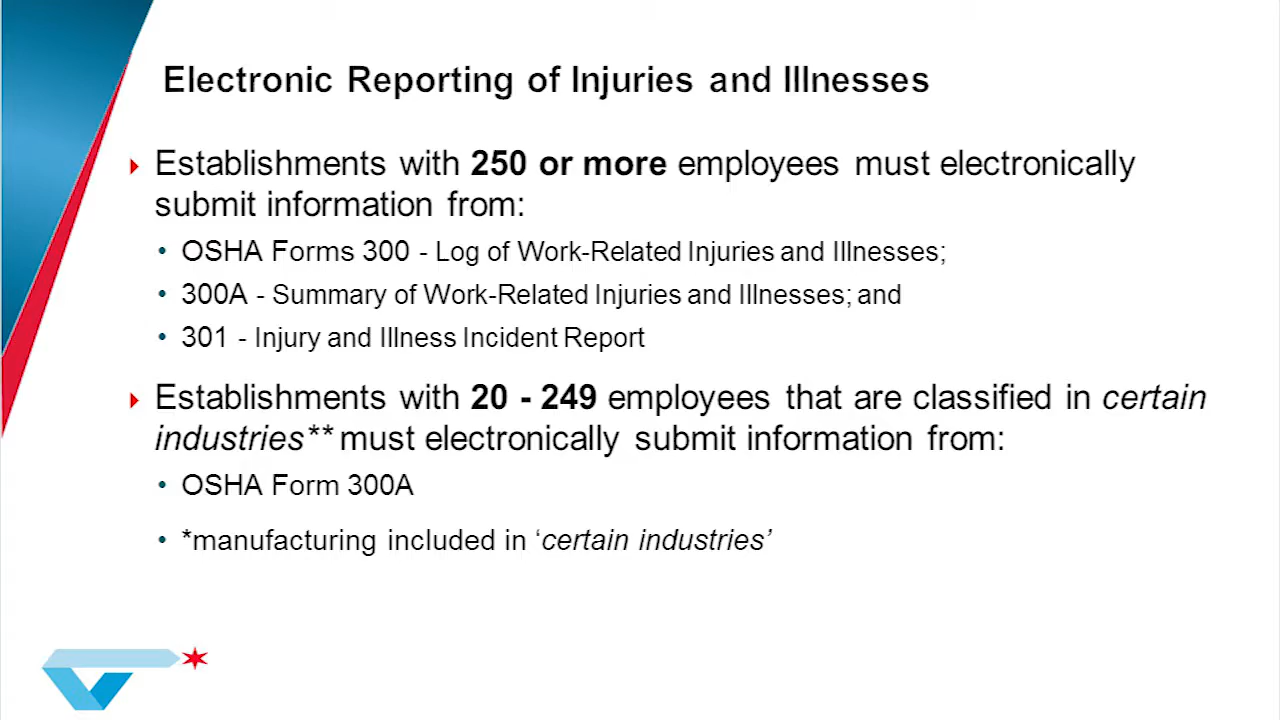 Electronic Reporting of Injuries and Illnesses
Establishments with 250 or more employees must electronically
submit information from:
• OSHA Forms 300 - Log of Work-Related Injuries and Illnesses;
• 300A - Summary of Work-Related Injuries and Illnesses; and
• 301 - Injury and Illness Incident Report
Establishments with 20 - 249 employees that are classified in certain
industries** must electronically submit information from:
• OSHA Form 300A
• *manufacturing included in ‘certain industries’